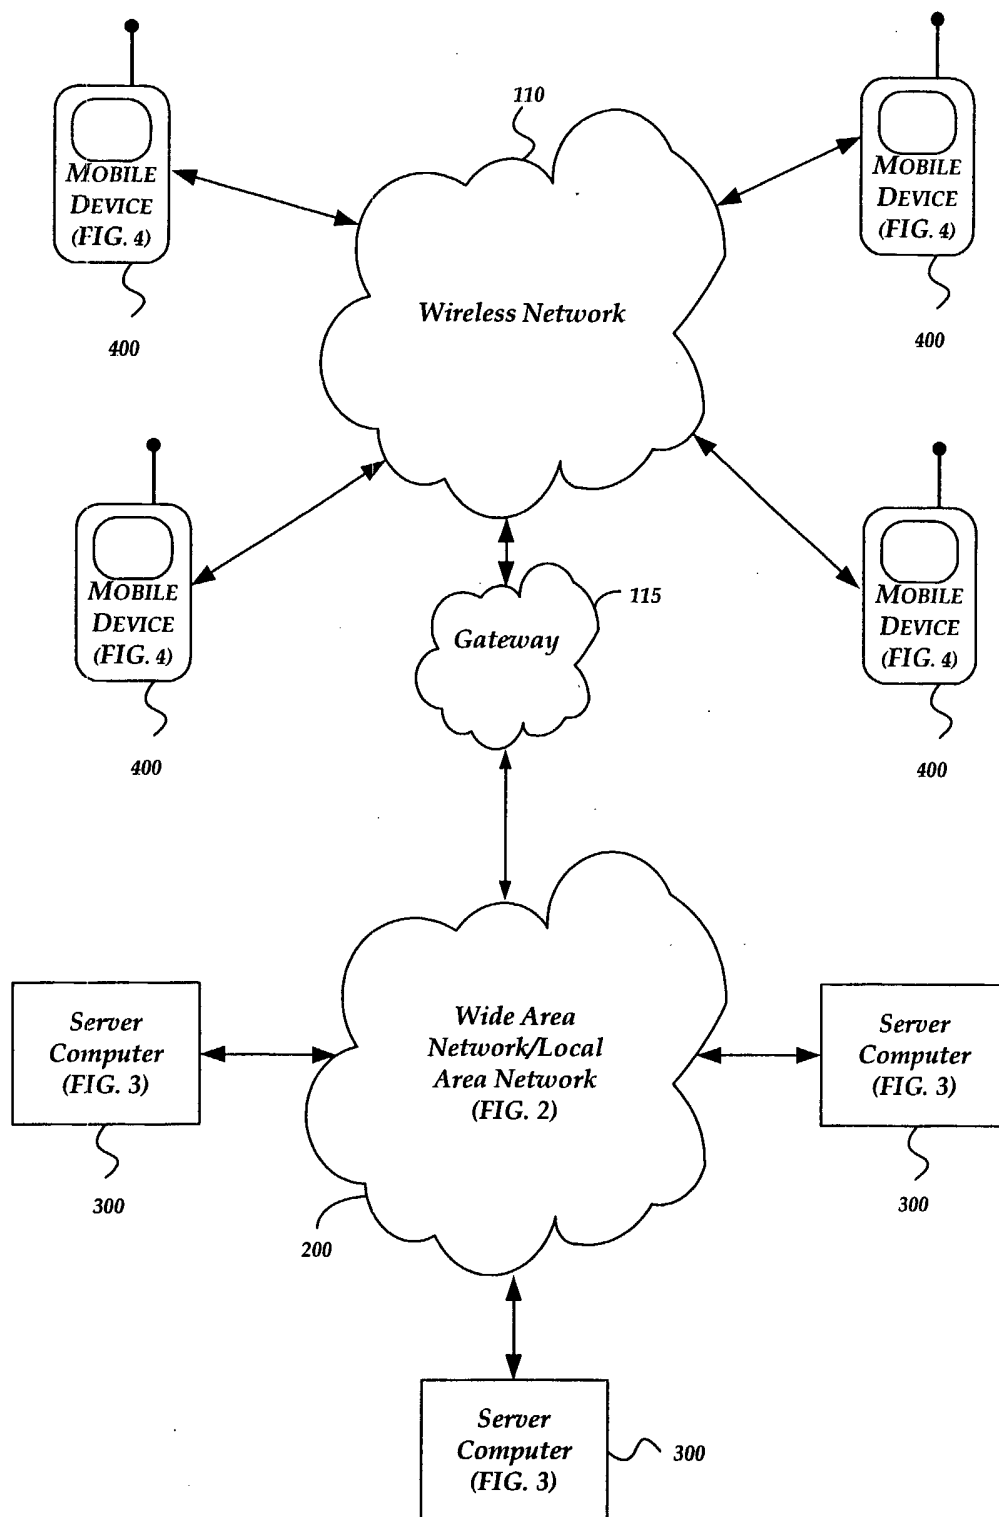 110
MOBILE
DEVICE
(FIG. 4)
400
MOBILE
DEVICE
(FIG. 4)
400
Wireless Network
MOBILE
DEVICE
(FIG. 4)
400
MOBILE
DEVICE
(FIG. 4)
400
115
Gateway
Server
Computer
(FIG. 3)
300
Wide Area
Network/Local
Area Network
(FIG. 2)
200
Server
Computer
(FIG. 3)
300
Server
Computer
(FIG. 3)
300